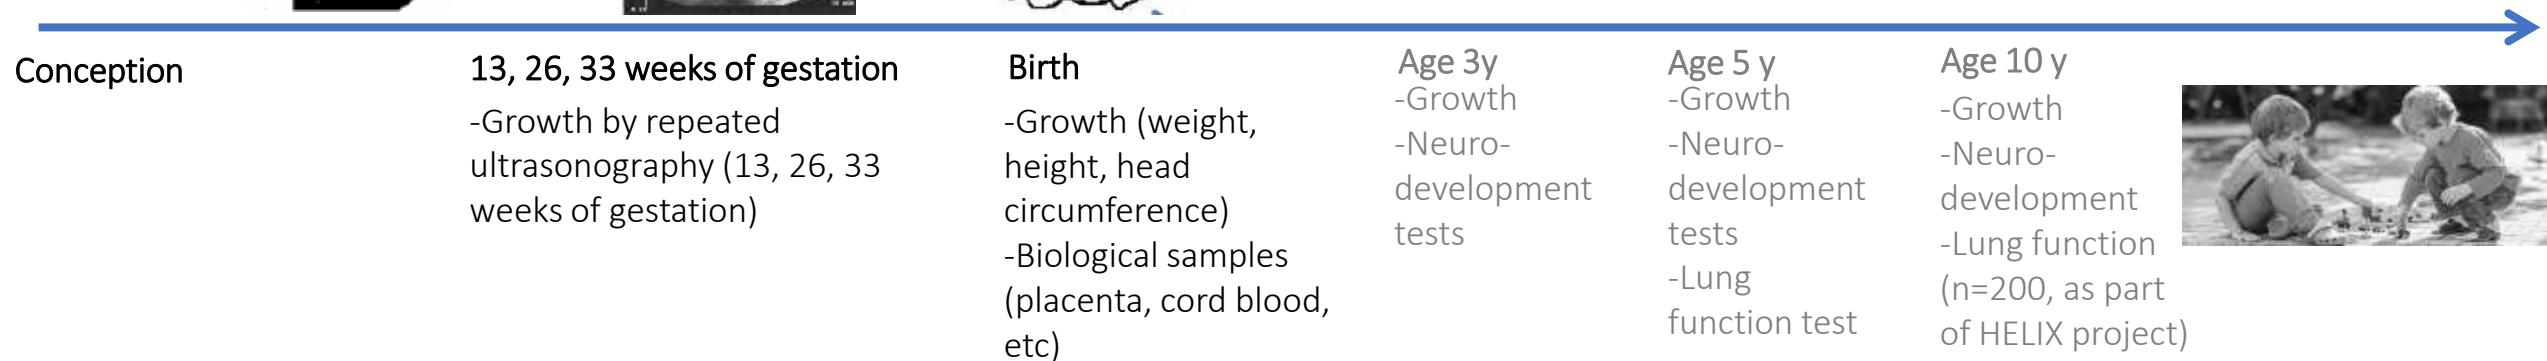 Conception
13, 26, 33 weeks of gestation
-Growth by repeated
ultrasonography (13, 26, 33
weeks of gestation)
Birth
-Growth (weight,
height, head
circumference)
-Biological samples
(placenta, cord blood,
etc)
Age 3y
-Growth
-Neuro-
development
tests
Age 5 y
-Growth
-Neuro-
development
tests
-Lung
function test
Age 10 y
-Growth
-Neuro-
development
-Lung function
(n=200, as part
of HELIX project)